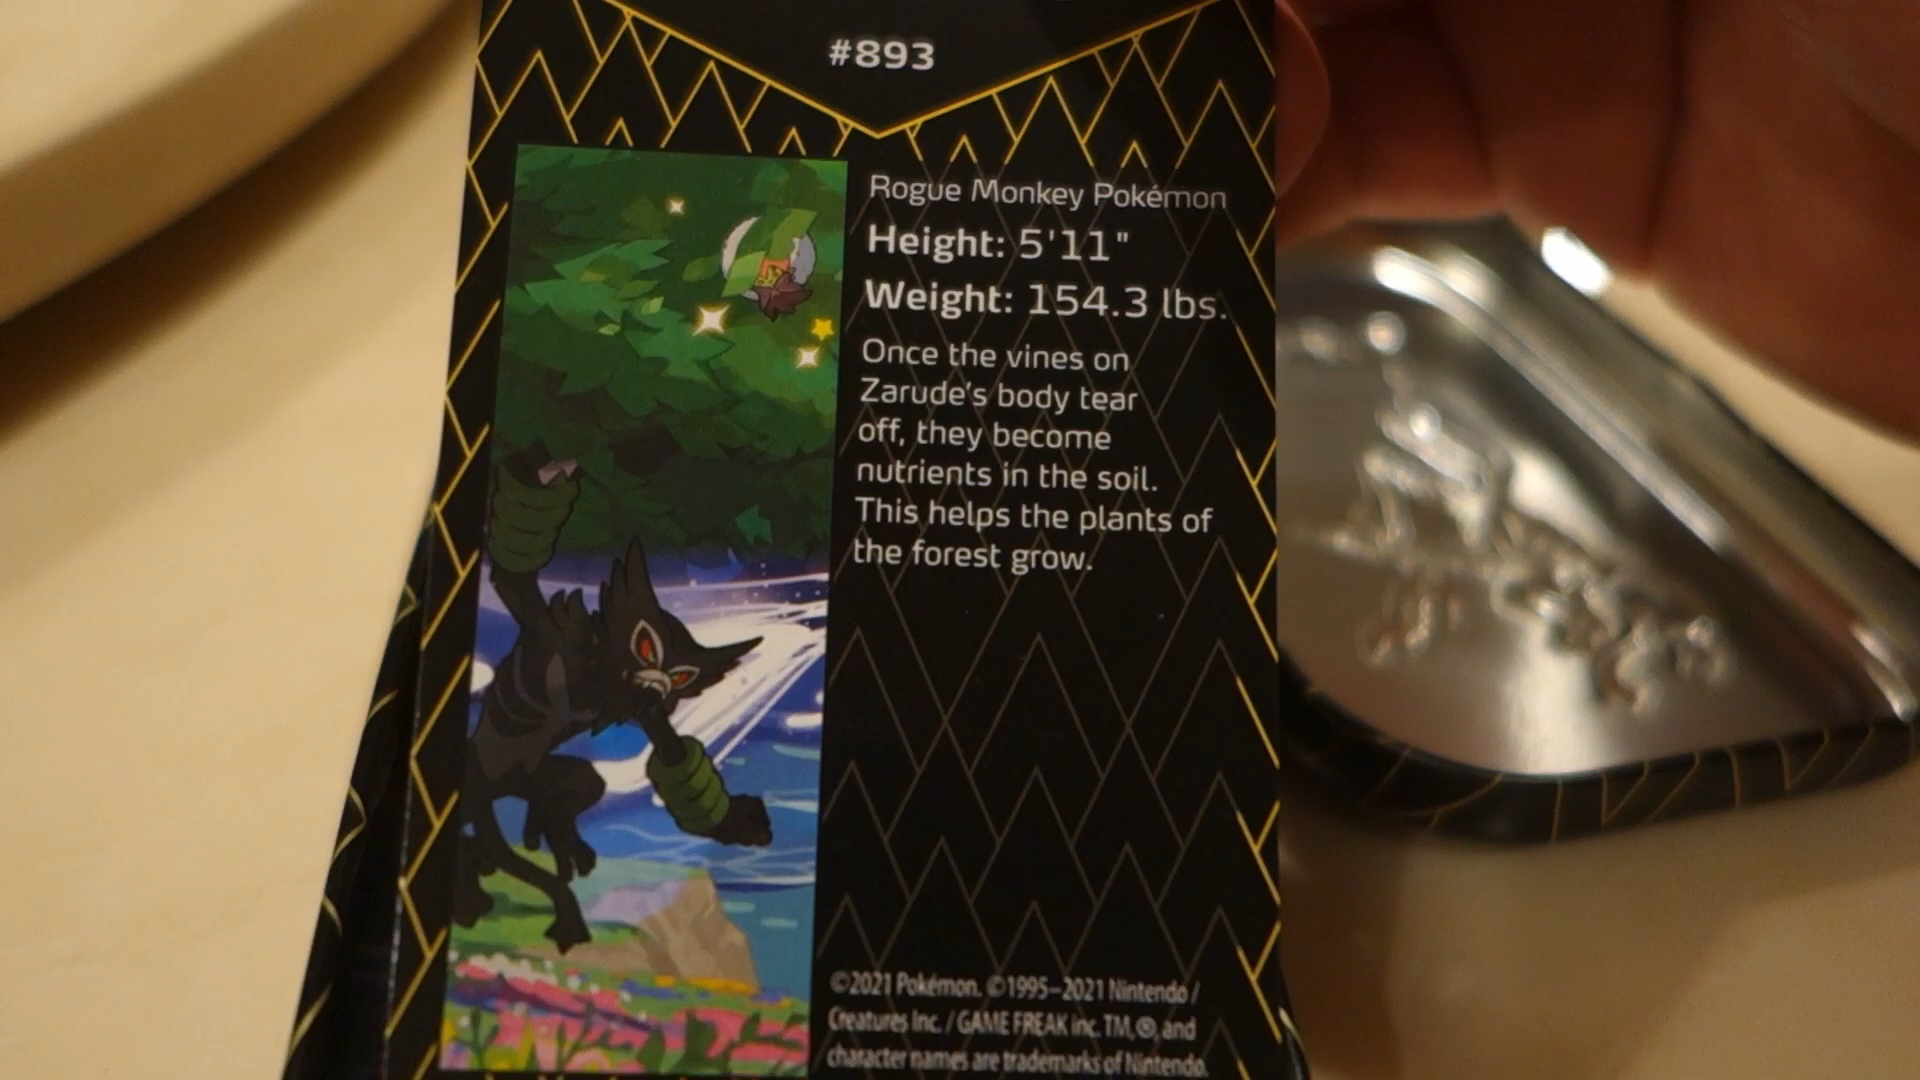 #893
Rogue Monkey Pokémon
Height: 5'11"
Weight: 154.3 lbs.
Once the vines on
Zarude's body tear
off, they become
nutrients in the soil.
This helps the plants of
the forest grow.
©2021 Pokémon. ©1995–2021 Nintendo /
Creatures Inc. / GAME FREAK inc. TM, ®, and
character names are trademarks of Nintendo.